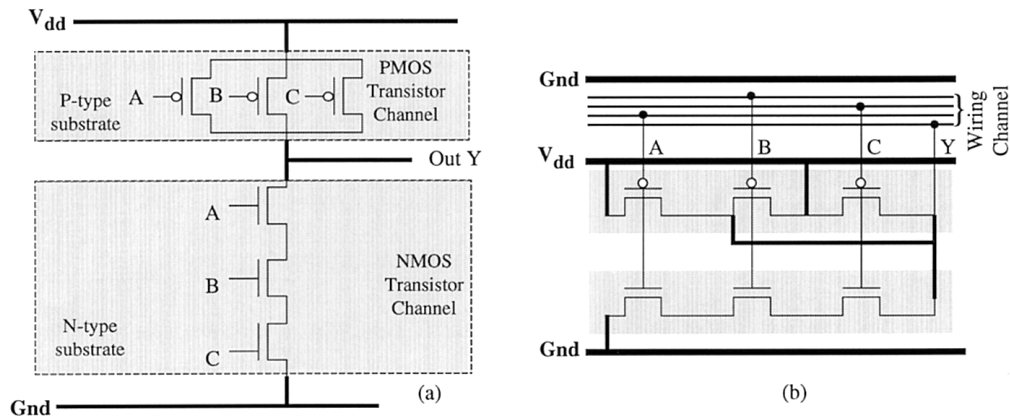 Vdd
PMOS
Transistor
Channel
P-type
substrate
A
B
C
Out Y
A
B
C
NMOS
Transistor
Channel
N-type
substrate
Gnd
(a)
Gnd
Wiring
Channel
A
B
C
Y
Vdd
Gnd
(b)